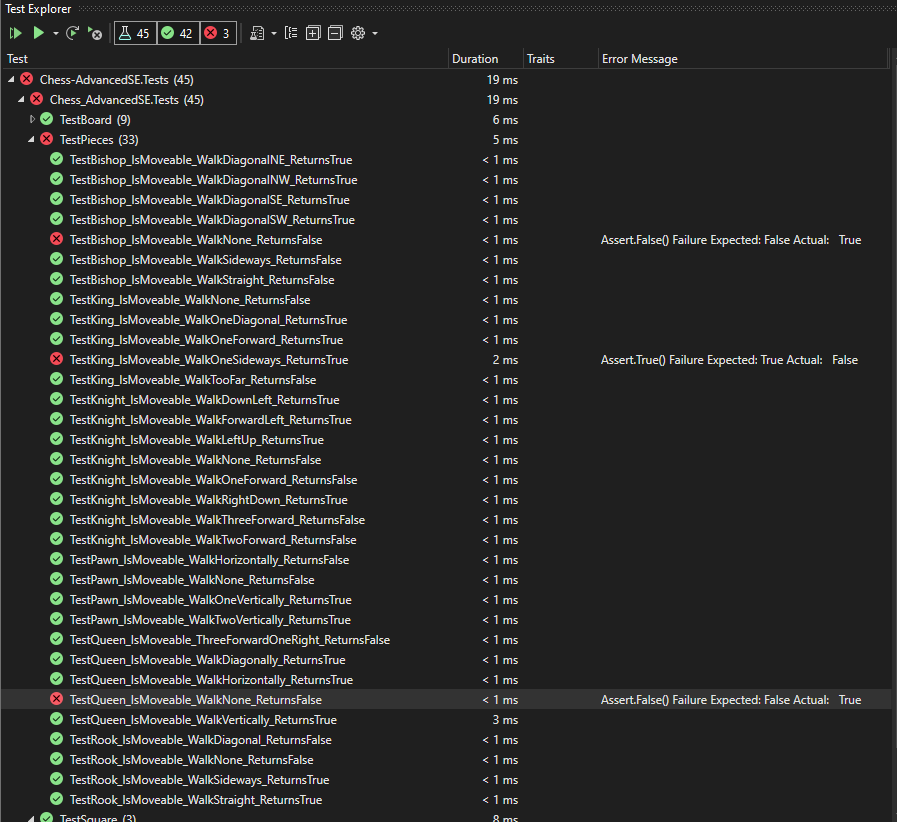 Test Explorer
45 42 3
Test Duration Traits Error Message
Chess-AdvancedSE.Tests (45) 19 ms
Chess_AdvancedSE.Tests (45) 19 ms
TestBoard (9) 6 ms
TestPieces (33) 5 ms
TestBishop_IsMoveable_WalkDiagonalNE_ReturnsTrue < 1 ms
TestBishop_IsMoveable_WalkDiagonalNW_ReturnsTrue < 1 ms
TestBishop_IsMoveable_WalkDiagonalSE_ReturnsTrue < 1 ms
TestBishop_IsMoveable_WalkDiagonalSW_ReturnsTrue < 1 ms
TestBishop_IsMoveable_WalkNone_ReturnsFalse < 1 ms Assert.False() Failure Expected: False Actual: True
TestBishop_IsMoveable_WalkSideways_ReturnsFalse < 1 ms
TestBishop_IsMoveable_WalkStraight_ReturnsFalse < 1 ms
TestKing_IsMoveable_WalkNone_ReturnsFalse < 1 ms
TestKing_IsMoveable_WalkOneDiagonal_ReturnsTrue < 1 ms
TestKing_IsMoveable_WalkOneForward_ReturnsTrue < 1 ms
TestKing_IsMoveable_WalkOneSideways_ReturnsTrue 2 ms Assert.True() Failure Expected: True Actual: False
TestKing_IsMoveable_WalkTooFar_ReturnsFalse < 1 ms
TestKnight_IsMoveable_WalkDownLeft_ReturnsTrue < 1 ms
TestKnight_IsMoveable_WalkForwardLeft_ReturnsTrue < 1 ms
TestKnight_IsMoveable_WalkLeftUp_ReturnsTrue < 1 ms
TestKnight_IsMoveable_WalkNone_ReturnsFalse < 1 ms
TestKnight_IsMoveable_WalkOneForward_ReturnsFalse < 1 ms
TestKnight_IsMoveable_WalkRightDown_ReturnsTrue < 1 ms
TestKnight_IsMoveable_WalkThreeForward_ReturnsFalse < 1 ms
TestKnight_IsMoveable_WalkTwoForward_ReturnsFalse < 1 ms
TestPawn_IsMoveable_WalkHorizontally_ReturnsFalse < 1 ms
TestPawn_IsMoveable_WalkNone_ReturnsFalse < 1 ms
TestPawn_IsMoveable_WalkOneVertically_ReturnsTrue < 1 ms
TestPawn_IsMoveable_WalkTwoVertically_ReturnsTrue < 1 ms
TestQueen_IsMoveable_ThreeForwardOneRight_ReturnsFalse < 1 ms
TestQueen_IsMoveable_WalkDiagonally_ReturnsTrue < 1 ms
TestQueen_IsMoveable_WalkHorizontally_ReturnsTrue < 1 ms
TestQueen_IsMoveable_WalkNone_ReturnsFalse < 1 ms Assert.False() Failure Expected: False Actual: True
TestQueen_IsMoveable_WalkVertically_ReturnsTrue 3 ms
TestRook_IsMoveable_WalkDiagonal_ReturnsFalse < 1 ms
TestRook_IsMoveable_WalkNone_ReturnsFalse < 1 ms
TestRook_IsMoveable_WalkSideways_ReturnsTrue < 1 ms
TestRook_IsMoveable_WalkStraight_ReturnsTrue < 1 ms
TestSquare (3) 8 ms